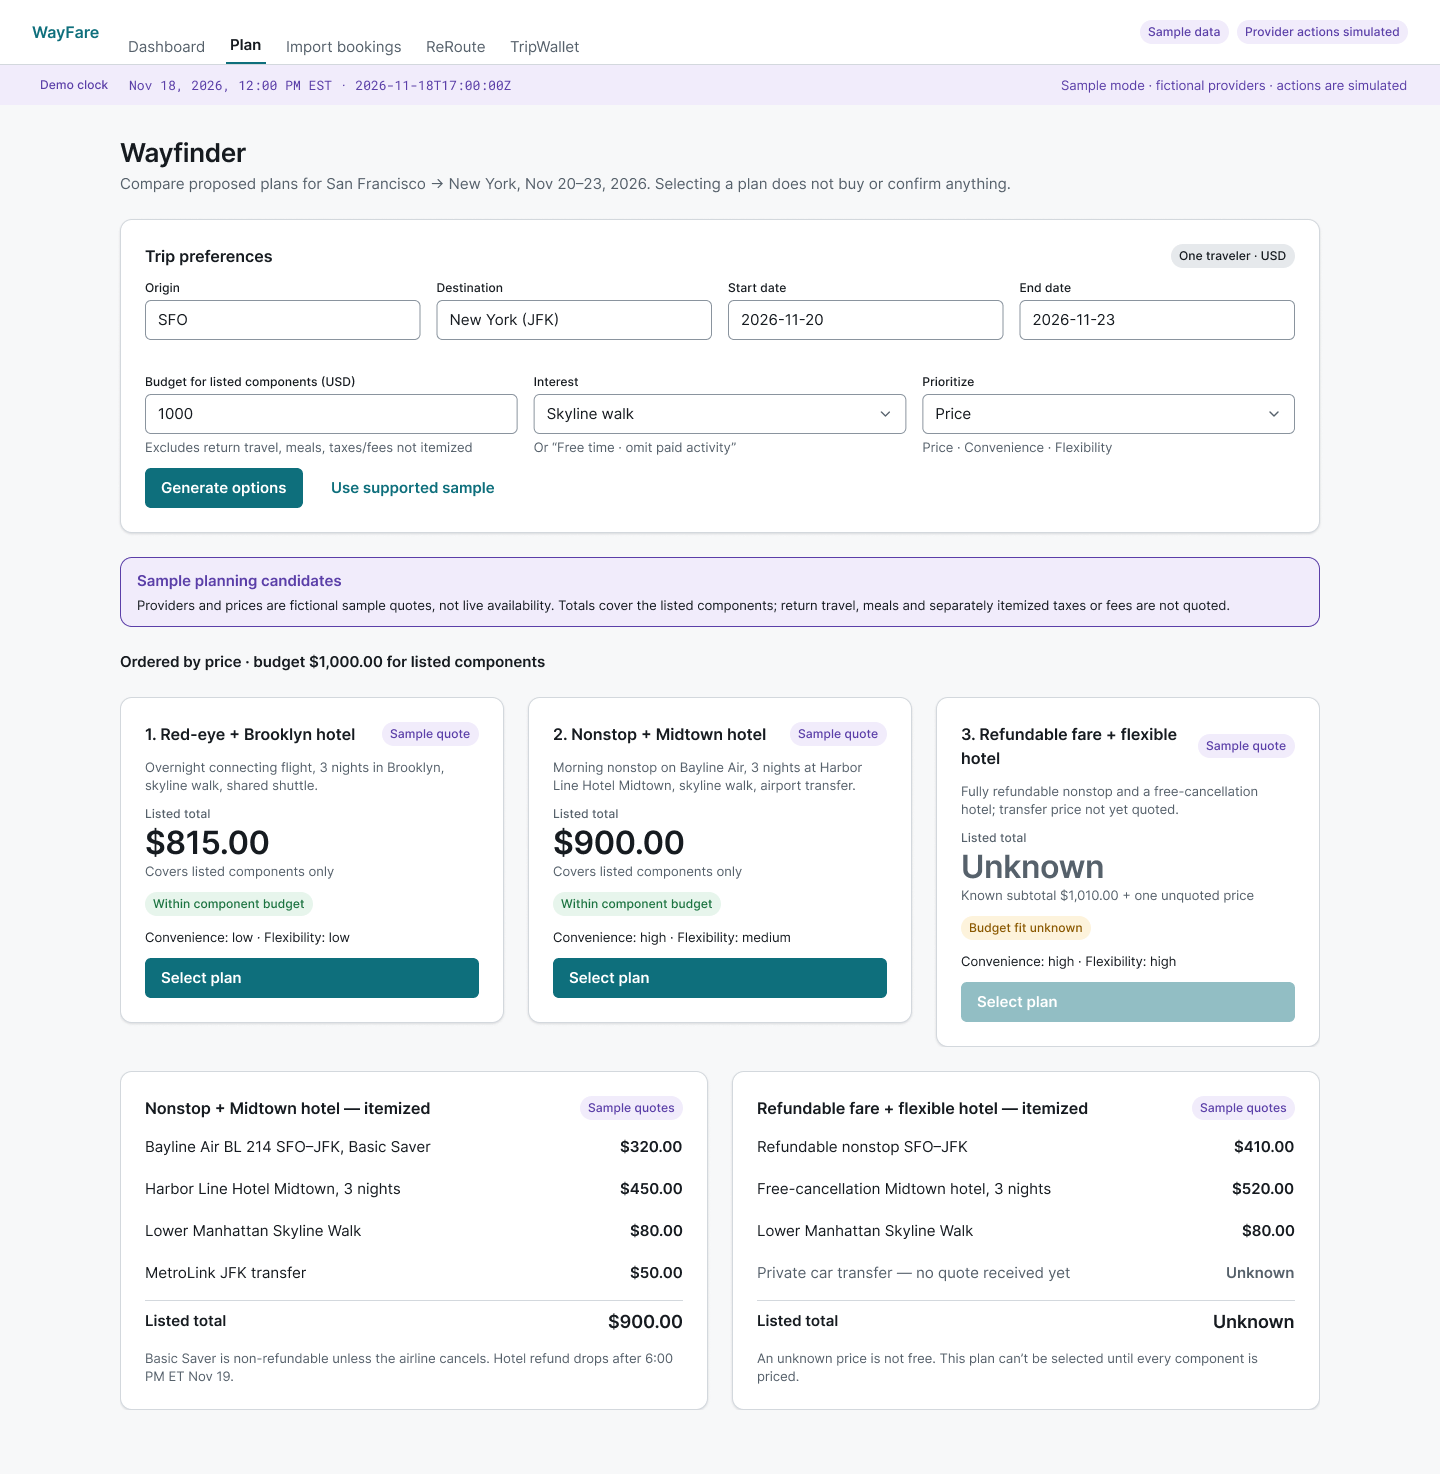 WayFare
Dashboard
Plan
Import bookings
ReRoute
TripWallet
Sample data
Provider actions simulated
Demo clock
Nov 18, 2026, 12:00 PM EST · 2026-11-18T17:00:00Z
Sample mode · fictional providers · actions are simulated
Wayfinder
Compare proposed plans for San Francisco → New York, Nov 20–23, 2026. Selecting a plan does not buy or confirm anything.
Trip preferences
One traveler · USD
Origin
SFO
Destination
New York (JFK)
Start date
2026-11-20
End date
2026-11-23
Budget for listed components (USD)
1000
Excludes return travel, meals, taxes/fees not itemized
Interest
Skyline walk
Or “Free time · omit paid activity”
Prioritize
Price
Price · Convenience · Flexibility
Generate options
Use supported sample
Sample planning candidates
Providers and prices are fictional sample quotes, not live availability. Totals cover the listed components; return travel, meals and separately itemized taxes or fees are not quoted.
Ordered by price · budget $1,000.00 for listed components
1. Red-eye + Brooklyn hotel
Sample quote
Overnight connecting flight, 3 nights in Brooklyn,
skyline walk, shared shuttle.
Listed total
$815.00
Covers listed components only
Within component budget
Convenience: low · Flexibility: low
Select plan
2. Nonstop + Midtown hotel
Sample quote
Morning nonstop on Bayline Air, 3 nights at Harbor
Line Hotel Midtown, skyline walk, airport transfer.
Listed total
$900.00
Covers listed components only
Within component budget
Convenience: high · Flexibility: medium
Select plan
3. Refundable fare + flexible
hotel
Sample quote
Fully refundable nonstop and a free-cancellation
hotel; transfer price not yet quoted.
Listed total
Unknown
Known subtotal $1,010.00 + one unquoted price
Budget fit unknown
Convenience: high · Flexibility: high
Select plan
Nonstop + Midtown hotel — itemized
Sample quotes
Bayline Air BL 214 SFO–JFK, Basic Saver
$320.00
Harbor Line Hotel Midtown, 3 nights
$450.00
Lower Manhattan Skyline Walk
$80.00
MetroLink JFK transfer
$50.00
Listed total
$900.00
Basic Saver is non-refundable unless the airline cancels. Hotel refund drops after 6:00
PM ET Nov 19.
Refundable fare + flexible hotel — itemized
Sample quotes
Refundable nonstop SFO–JFK
$410.00
Free-cancellation Midtown hotel, 3 nights
$520.00
Lower Manhattan Skyline Walk
$80.00
Private car transfer — no quote received yet
Unknown
Listed total
Unknown
An unknown price is not free. This plan can’t be selected until every component is
priced.